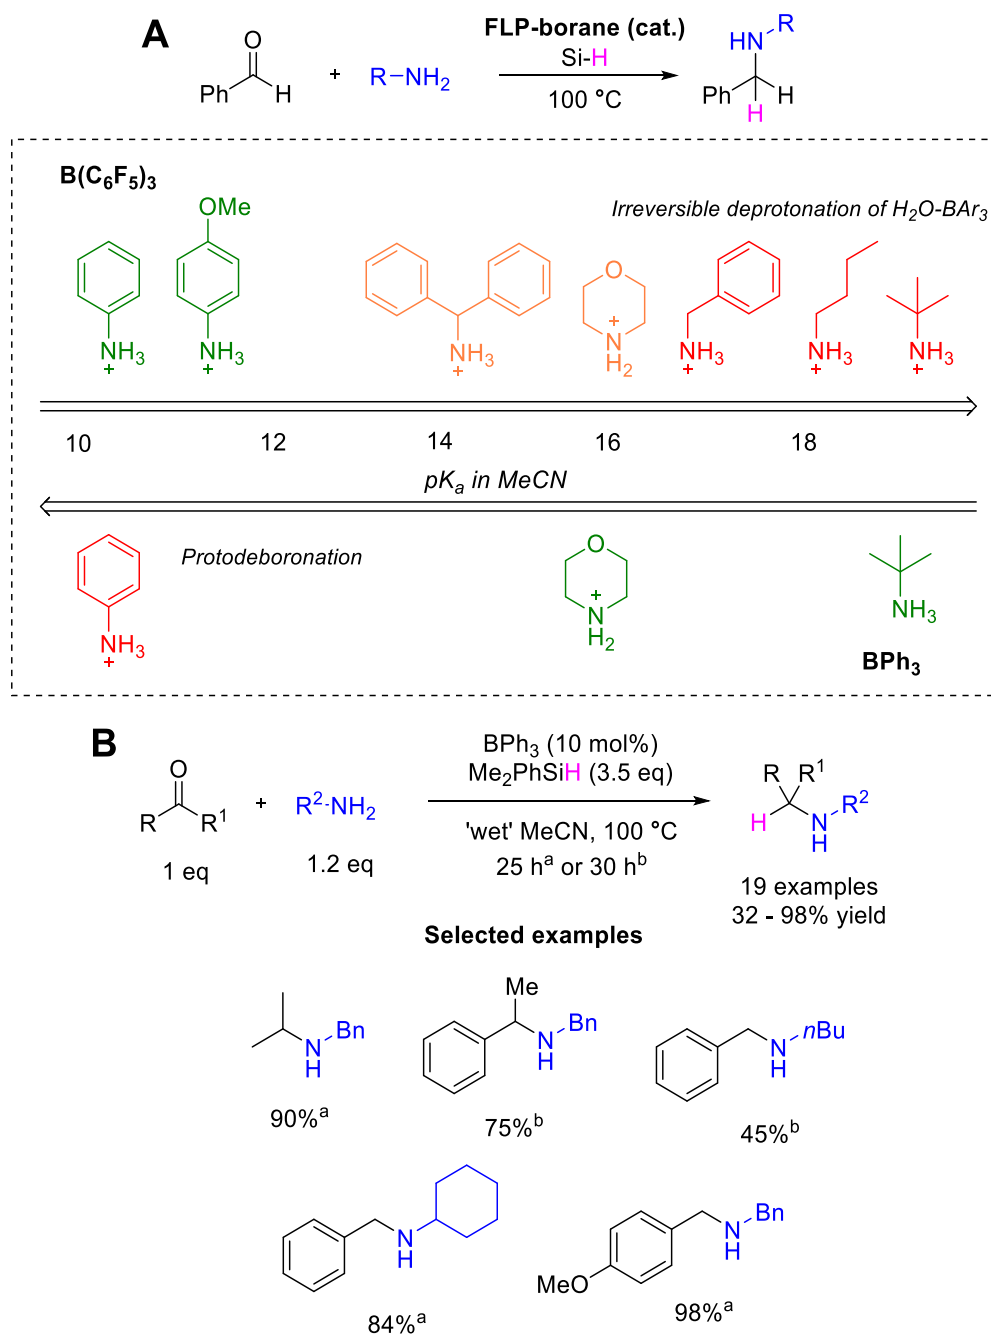 A
FLP-borane (cat.)
Si-H
100 °C
O
Ph
H
+
R−NH2
HN
R
Ph
H
H
B(C6F5)3
Irreversible deprotonation of H2O-BAr3
OMe
O
NH3
+
NH3
+
NH3
+
+
N
H2
NH3
+
NH3
+
NH3
+
10
12
14
16
18
pKa in MeCN
Protodeboronation
NH3
+
O
+
N
H2
NH3
BPh3
B
BPh3 (10 mol%)
Me2PhSiH (3.5 eq)
'wet' MeCN, 100 °C
25 ha or 30 hb
O
R
R1
1 eq
+
R2-NH2
1.2 eq
R
R1
H
N
H
R2
19 examples
32 - 98% yield
Selected examples
N
H
Bn
90%a
Me
N
H
Bn
75%b
N
H
nBu
45%b
N
H
84%a
MeO
N
H
Bn
98%a